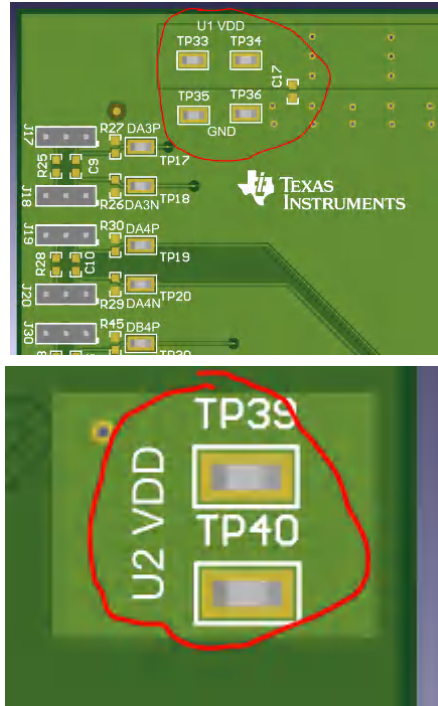 U1 VDD
TP33 TP34
C17
TP35 TP36
GND
J17
R27 DA3P
R25 C9
TP17
J18
TP18
R26 DA3N
TEXAS
INSTRUMENTS
R30 DA4P
J19
R28 C10
TP19
J20
TP20
R29 DA4N
R45 DB4P
J30
TP39
U2 VDD
TP40